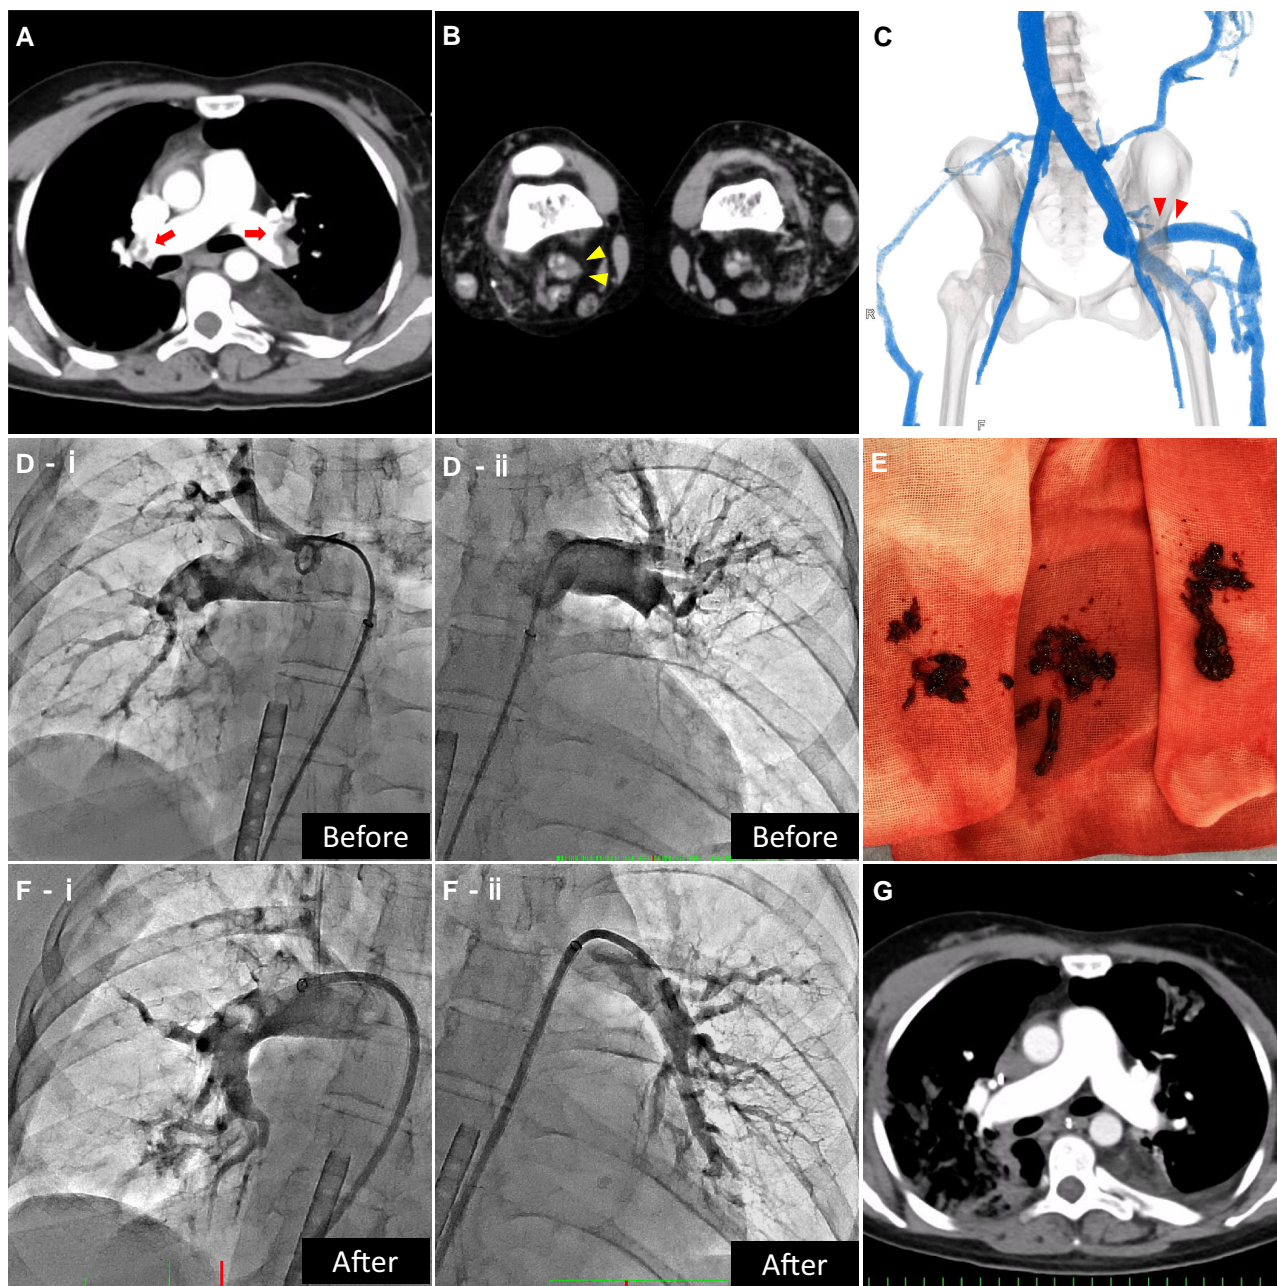 A
B
C
R
F
D - i
Before
D - ii
Before
E
F - i
After
F - ii
After
G